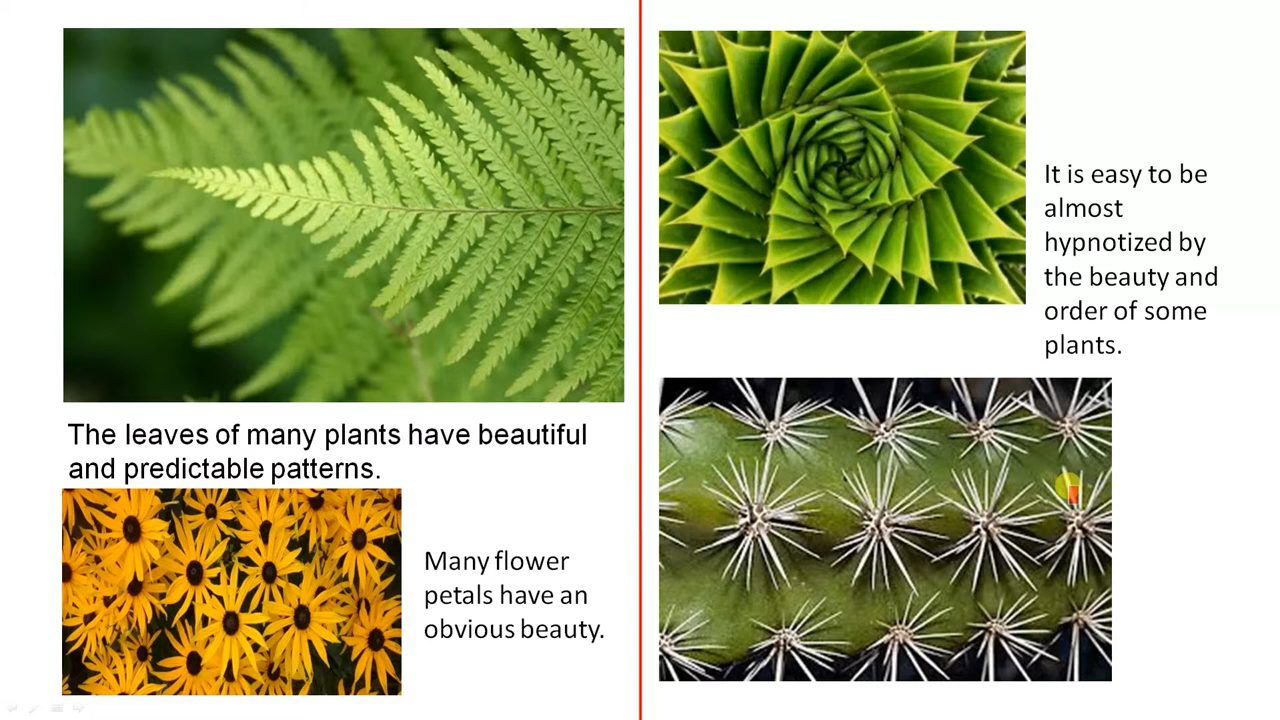 The leaves of many plants have beautiful
and predictable patterns.
Many flower
petals have an
obvious beauty.
It is easy to be
almost
hypnotized by
the beauty and
order of some
plants.